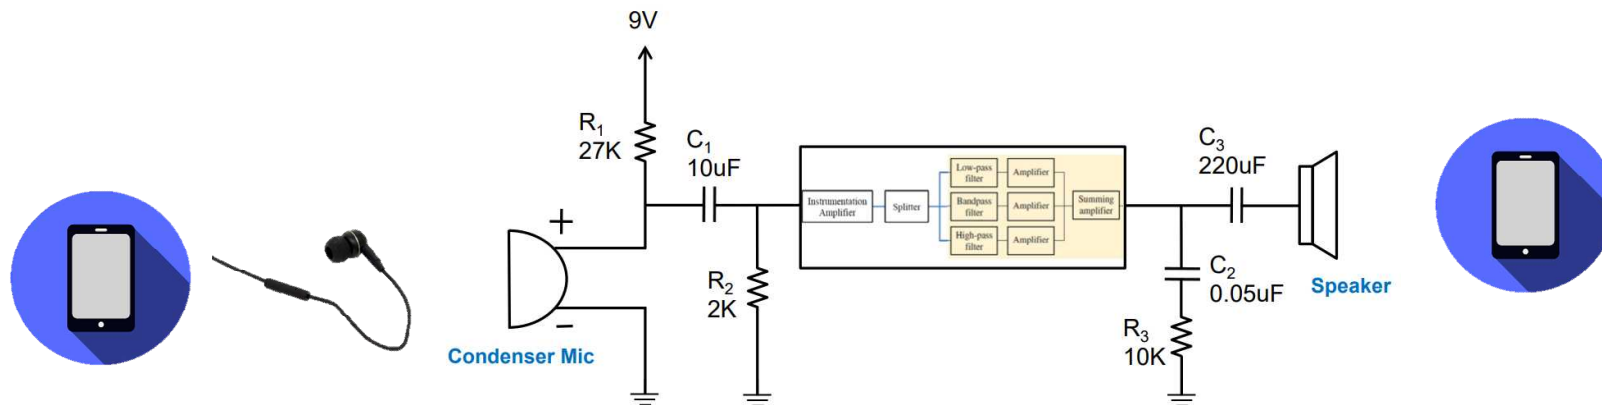 9V
R1
27K
C1
10uF
+
−
Condenser Mic
R2
2K
Instrumentation
Amplifier
Splitter
Low-pass
filter
Amplifier
Bandpass
filter
Amplifier
High-pass
filter
Amplifier
Summing
amplifier
C3
220uF
C2
0.05uF
R3
10K
Speaker